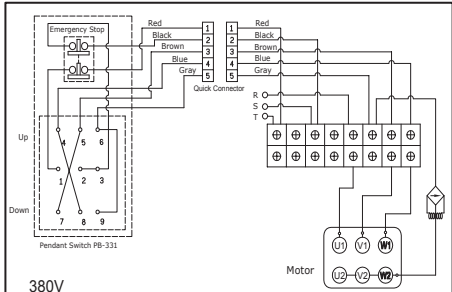 Emergency Stop
Red
Black
Brown
Blue
Gray
1
2
3
4
5
Quick Connector
1
2
3
4
5
Red
Black
Brown
Blue
Gray
R
S
T
Up
4 5 6
1 2 3
Down
7 8 9
Pendant Switch PB-331
Motor
U1 V1 W1
U2 V2 W2
380V